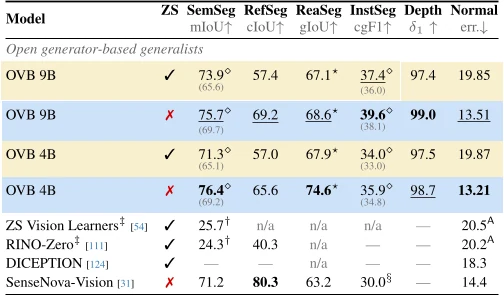 Model ZS SemSeg RefSeg ReaSeg InstSeg Depth Normal
mIoU↑ cIoU↑ gIoU↑ cgF1↑ δ₁ ↑ err.↓
Open generator-based generalists
OVB 9B ✓ 73.9◇ 57.4 67.1★ 37.4◇ 97.4 19.85
(65.6) (36.0)
OVB 9B ✗ 75.7◇ 69.2 68.6★ 39.6◇ 99.0 13.51
(69.7) (38.1)
OVB 4B ✓ 71.3◇ 57.0 67.9★ 34.0◇ 97.5 19.87
(65.1) (33.0)
OVB 4B ✗ 76.4◇ 65.6 74.6★ 35.9◇ 98.7 13.21
(69.2) (34.8)
ZS Vision Learners‡ [54] ✓ 25.7† n/a n/a n/a — 20.5ᴬ
RINO-Zero‡ [111] ✓ 24.3† 40.3 n/a — — 20.2ᴬ
DICEPTION [124] ✓ — — n/a — — 18.3
SenseNova-Vision [31] ✗ 71.2 80.3 63.2 30.0§ — 14.4